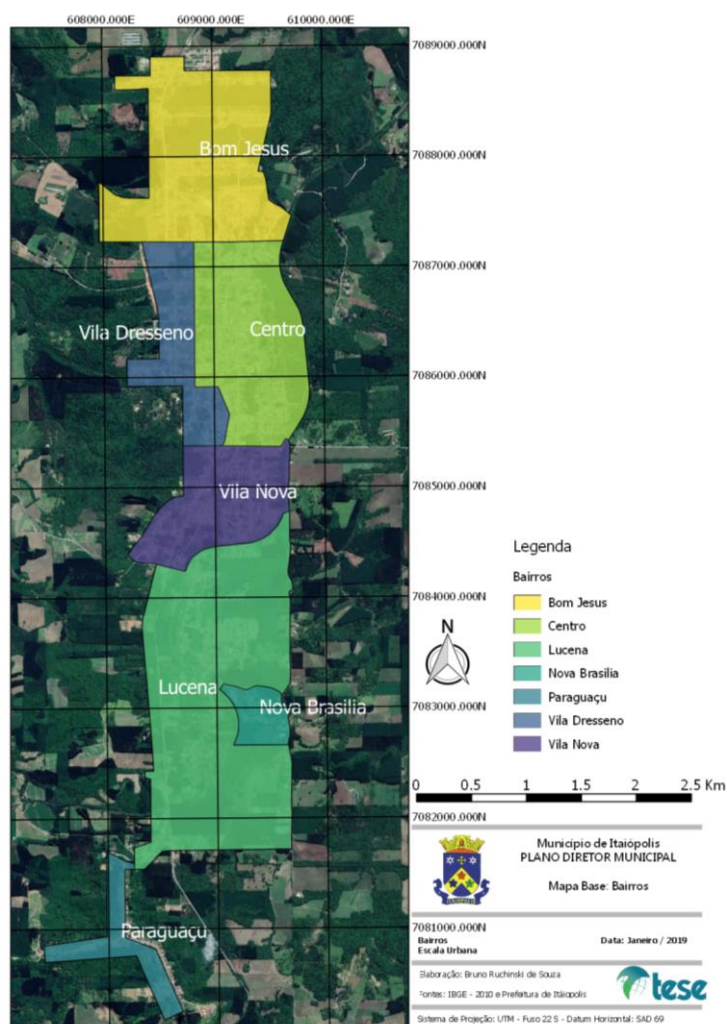 608000.000E 609000.000E 610000.000E
7089000.000N
Bom Jesus
7088000.000N
7087000.000N
Vila Dresseno
Centro
7086000.000N
Vila Nova
7085000.000N
Legenda
Bairros
Bom Jesus
Centro
Lucena
Nova Brasilia
Paraguaçu
Vila Dresseno
Vila Nova
7084000.000N
N
Lucena
Nova Brasilia
7083000.000N
0 0.5 1 1.5 2 2.5 Km
7082000.000N
Município de Itaiópolis
PLANO DIRETOR MUNICIPAL
Mapa Base: Bairros
Paraguaçu
7081000.000N
Bairros
Escala Urbana
Data: Janeiro / 2019
Elaboração: Bruno Ruchinski de Souza
Fontes: IBGE - 2010 e Prefeitura de Itaiópolis
tese
Sistema de Projeção: UTM - Fuso 22 S - Datum Horizontal: SAD 69